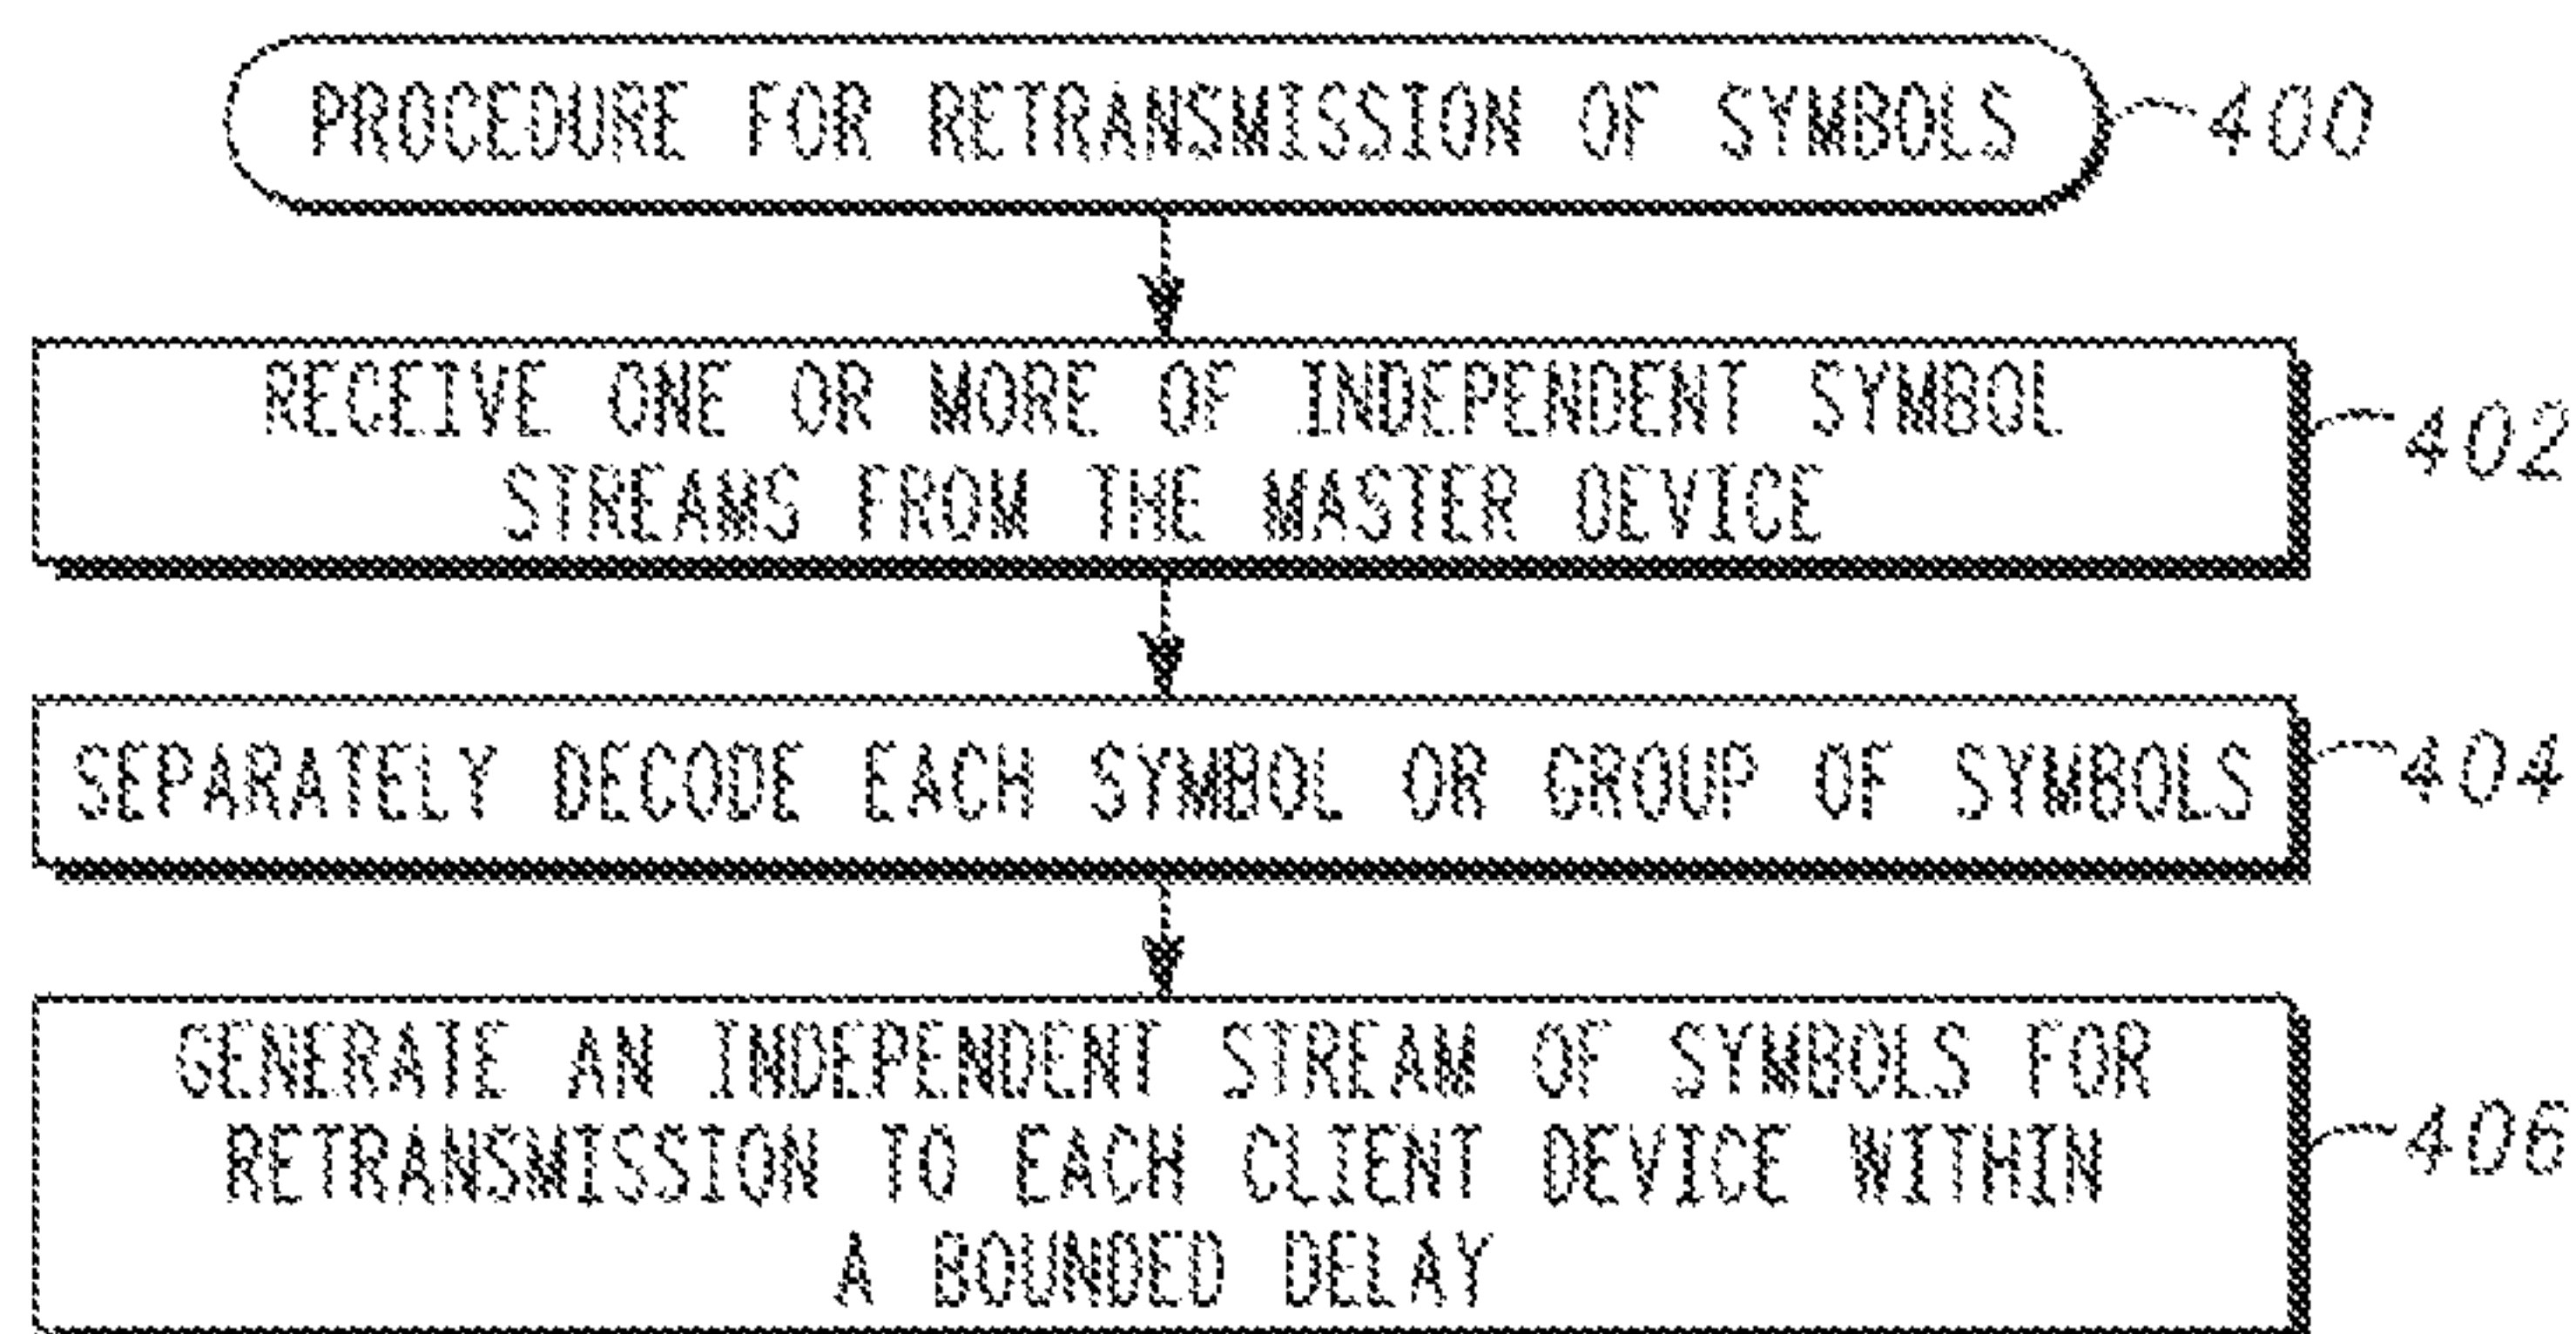 PROCEDURE FOR RETRANSMISSION OF SYMBOLS 400
RECEIVE ONE OR MORE OF INDEPENDENT SYMBOL
STREAMS FROM THE MASTER DEVICE
402
SEPARATELY DECODE EACH SYMBOL OR GROUP OF SYMBOLS 404
GENERATE AN INDEPENDENT STREAM OF SYMBOLS FOR
RETRANSMISSION TO EACH CLIENT DEVICE WITHIN
A BOUNDED DELAY
406